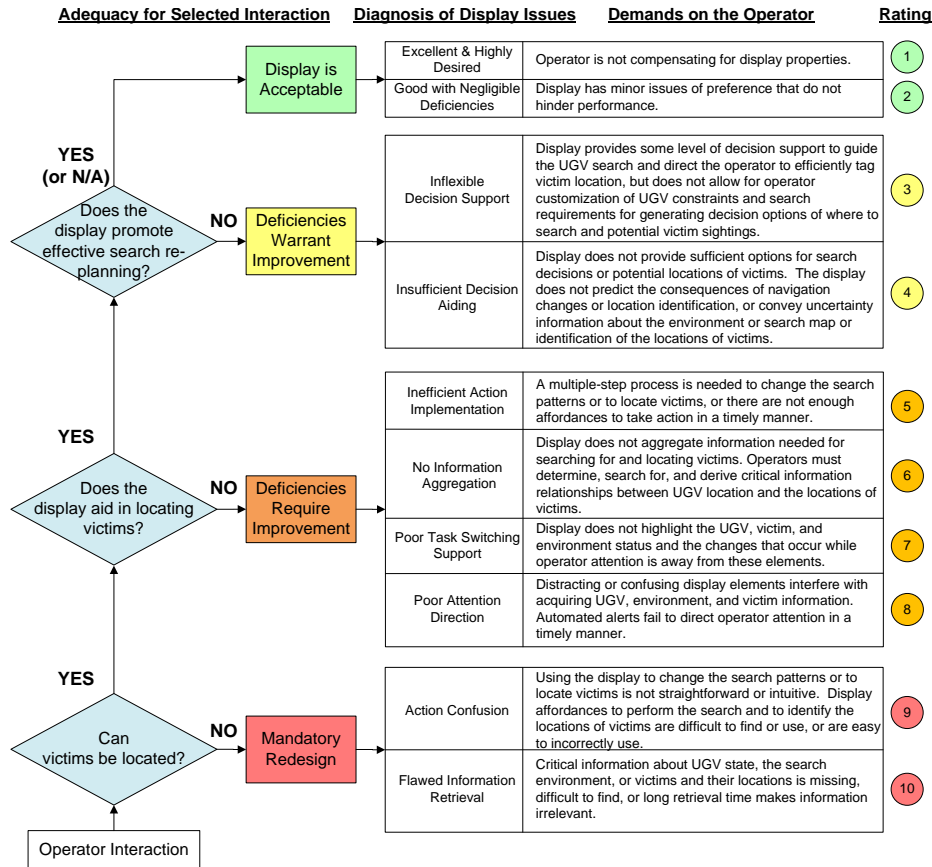 Adequacy for Selected Interaction
Diagnosis of Display Issues
Demands on the Operator
Rating
Display is
Acceptable
Excellent & Highly
Desired
Operator is not compensating for display properties.
1
Good with Negligible
Deficiencies
Display has minor issues of preference that do not
hinder performance.
2
YES
(or N/A)
Does the
display promote
effective search re-
planning?
NO
Deficiencies
Warrant
Improvement
Inflexible
Decision Support
Display provides some level of decision support to guide
the UGV search and direct the operator to efficiently tag
victim location, but does not allow for operator
customization of UGV constraints and search
requirements for generating decision options of where to
search and potential victim sightings.
3
Insufficient Decision
Aiding
Display does not provide sufficient options for search
decisions or potential locations of victims.  The display
does not predict the consequences of navigation
changes or location identification, or convey uncertainty
information about the environment or search map or
identification of the locations of victims.
4
YES
Does the
display aid in locating
victims?
NO
Deficiencies
Require
Improvement
Inefficient Action
Implementation
A multiple-step process is needed to change the search
patterns or to locate victims, or there are not enough
affordances to take action in a timely manner.
5
No Information
Aggregation
Display does not aggregate information needed for
searching for and locating victims. Operators must
determine, search for, and derive critical information
relationships between UGV location and the locations of
victims.
6
Poor Task Switching
Support
Display does not highlight the UGV, victim, and
environment status and the changes that occur while
operator attention is away from these elements.
7
Poor Attention
Direction
Distracting or confusing display elements interfere with
acquiring UGV, environment, and victim information.
Automated alerts fail to direct operator attention in a
timely manner.
8
YES
Can
victims be located?
NO
Mandatory
Redesign
Action Confusion
Using the display to change the search patterns or to
locate victims is not straightforward or intuitive.  Display
affordances to perform the search and to identify the
locations of victims are difficult to find or use, or are easy
to incorrectly use.
9
Flawed Information
Retrieval
Critical information about UGV state, the search
environment, or victims and their locations is missing,
difficult to find, or long retrieval time makes information
irrelevant.
10
Operator Interaction